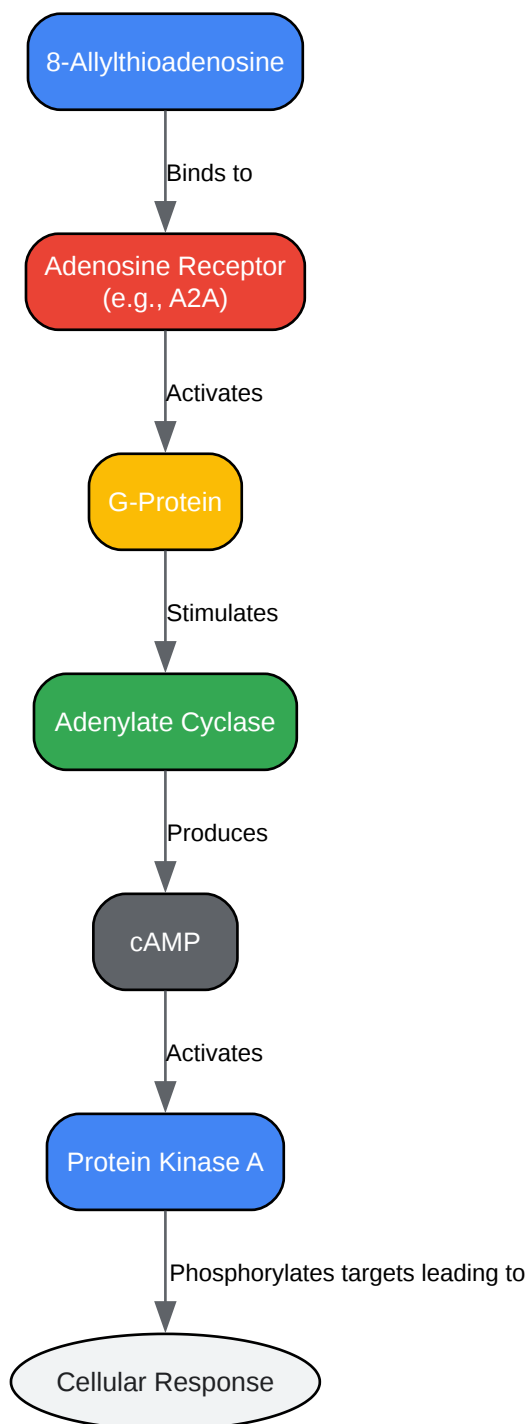 8-Allylthioadenosine
Binds to
Adenosine Receptor
(e.g., A2A)
Activates
G-Protein
Stimulates
Adenylate Cyclase
Produces
cAMP
Activates
Protein Kinase A
Phosphorylates targets leading to
Cellular Response